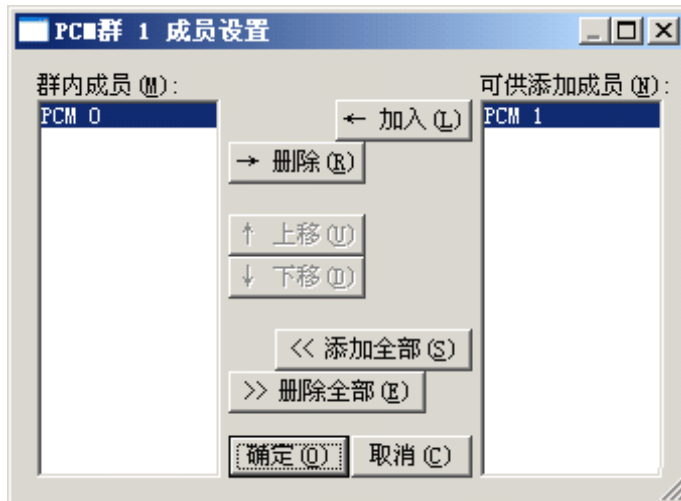 PCM群 1 成员设置
群内成员(M): 可供添加成员(N):
PCM 0 ← 加入(L) PCM 1
→ 删除(R)
↑ 上移(U)
↓ 下移(D)
<< 添加全部(S)
>> 删除全部(E)
确定(O) 取消(C)